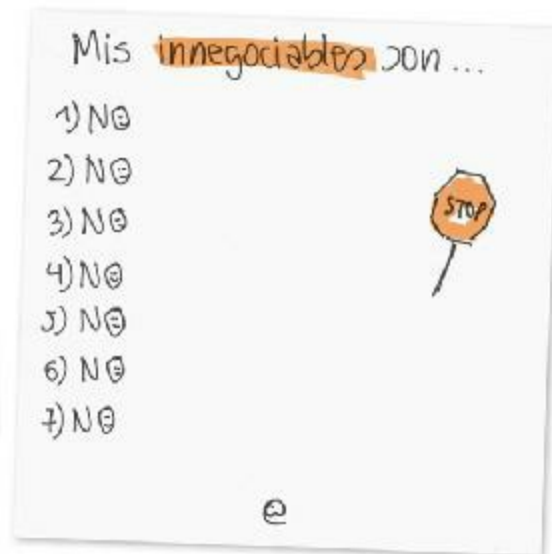 Mis innegociables son...
1) NO
2) NO
3) NO
STOP
4) NO
5) NO
6) NO
7) NO
e